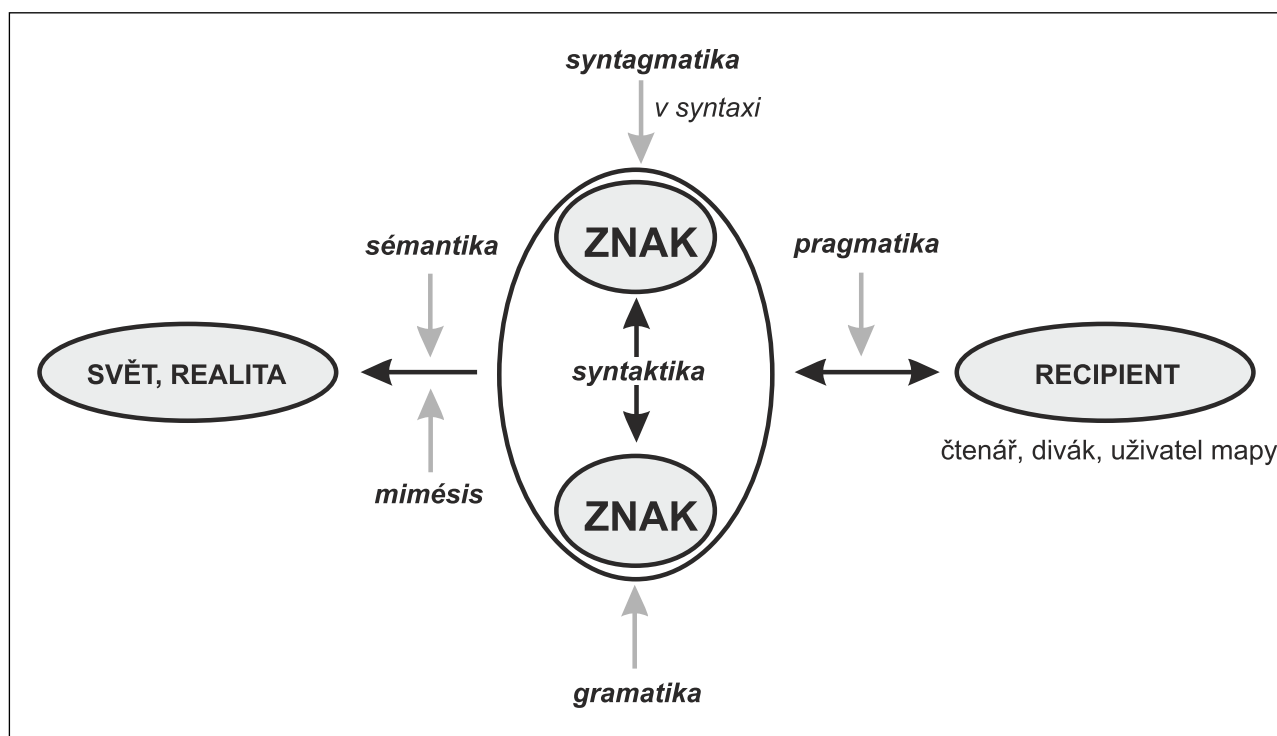 syntagmatika
v syntaxi
ZNAK
sémantika
pragmatika
SVĚT, REALITA
syntaktika
RECIPIENT
čtenář, divák, uživatel mapy
mimésis
ZNAK
gramatika